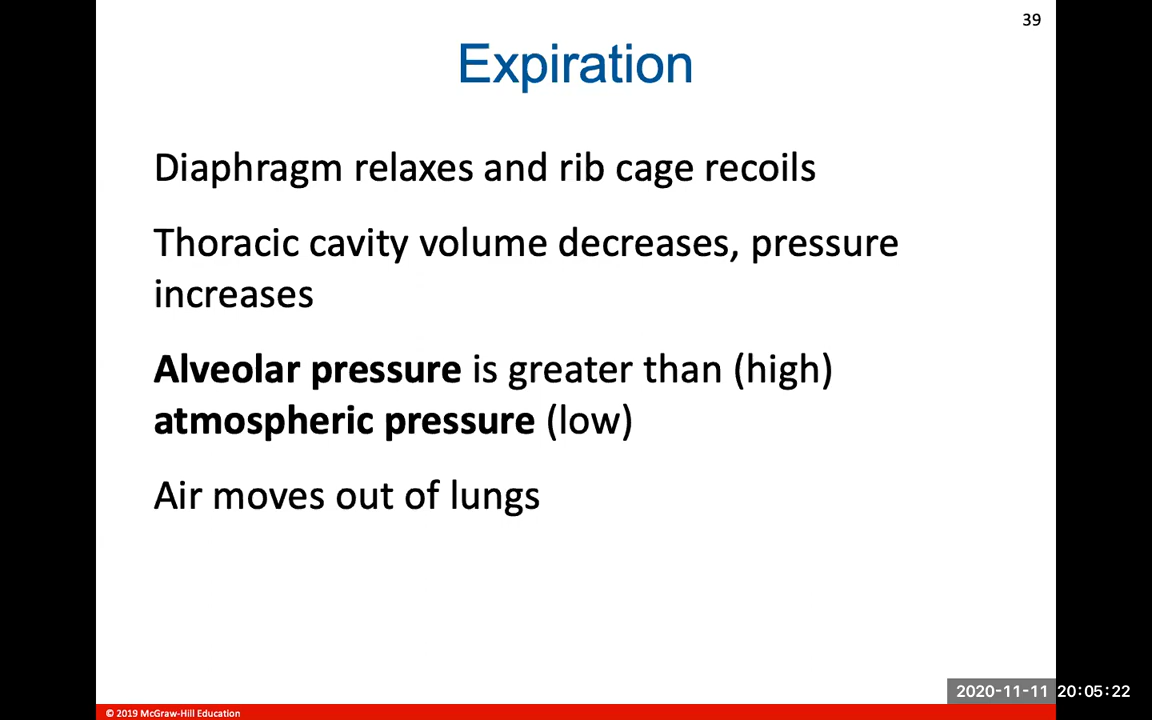 39
Expiration
Diaphragm relaxes and rib cage recoils
Thoracic cavity volume decreases, pressure
increases
Alveolar pressure is greater than (high)
atmospheric pressure (low)
Air moves out of lungs
2020-11-11 20:05:22
© 2019 McGraw-Hill Education